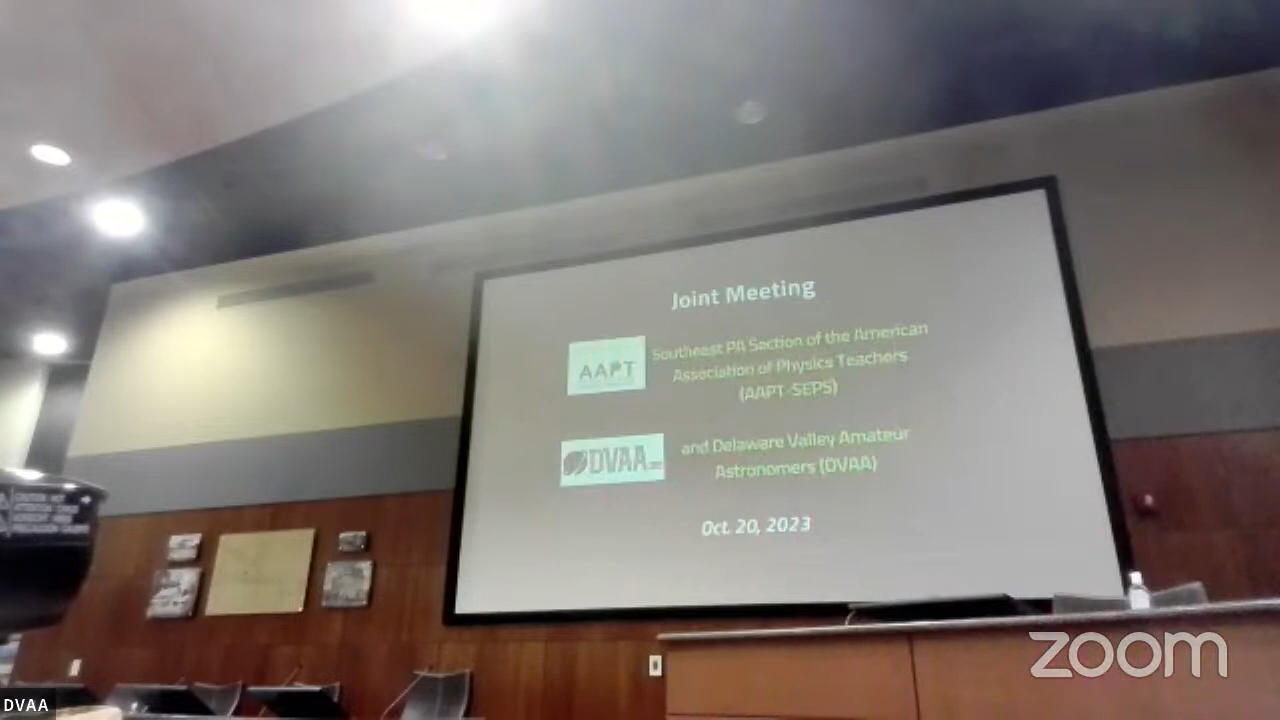 Joint Meeting
AAPT
Southeast PA Section of the American
Association of Physics Teachers
(AAPT-SEPS)
DVAA
and Delaware Valley Amateur
Astronomers (DVAA)
Oct. 20, 2023
zoom
DVAA